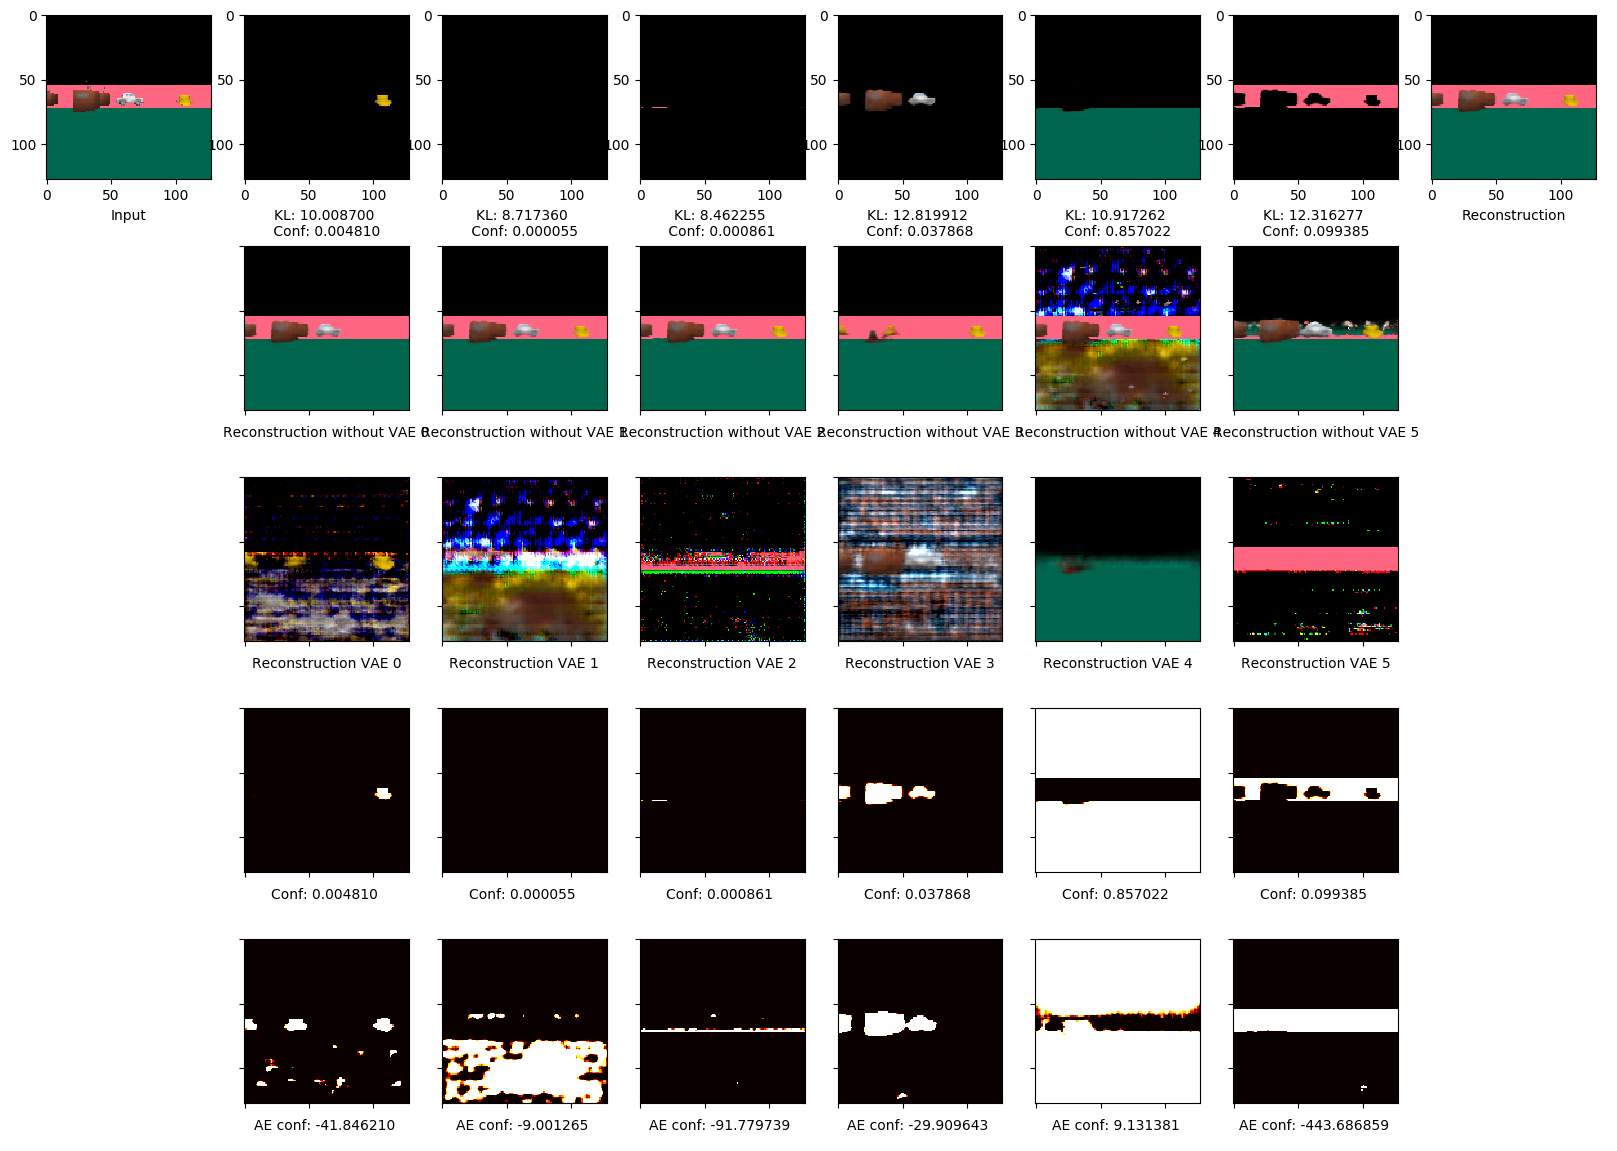 0
50
100
0 50 100
Input
0
50
100
0 50 100
KL: 10.008700
Conf: 0.004810
0
50
100
0 50 100
KL: 8.717360
Conf: 0.000055
0
50
100
0 50 100
KL: 8.462255
Conf: 0.000861
0
50
100
0 50 100
KL: 12.819912
Conf: 0.037868
0
50
100
0 50 100
KL: 10.917262
Conf: 0.857022
0
50
100
0 50 100
KL: 12.316277
Conf: 0.099385
0
50
100
0 50 100
Reconstruction
Reconstruction without VAE 0
Reconstruction without VAE 1
Reconstruction without VAE 2
Reconstruction without VAE 3
Reconstruction without VAE 4
Reconstruction without VAE 5
Reconstruction VAE 0
Reconstruction VAE 1
Reconstruction VAE 2
Reconstruction VAE 3
Reconstruction VAE 4
Reconstruction VAE 5
Conf: 0.004810
Conf: 0.000055
Conf: 0.000861
Conf: 0.037868
Conf: 0.857022
Conf: 0.099385
AE conf: -41.846210
AE conf: -9.001265
AE conf: -91.779739
AE conf: -29.909643
AE conf: 9.131381
AE conf: -443.686859